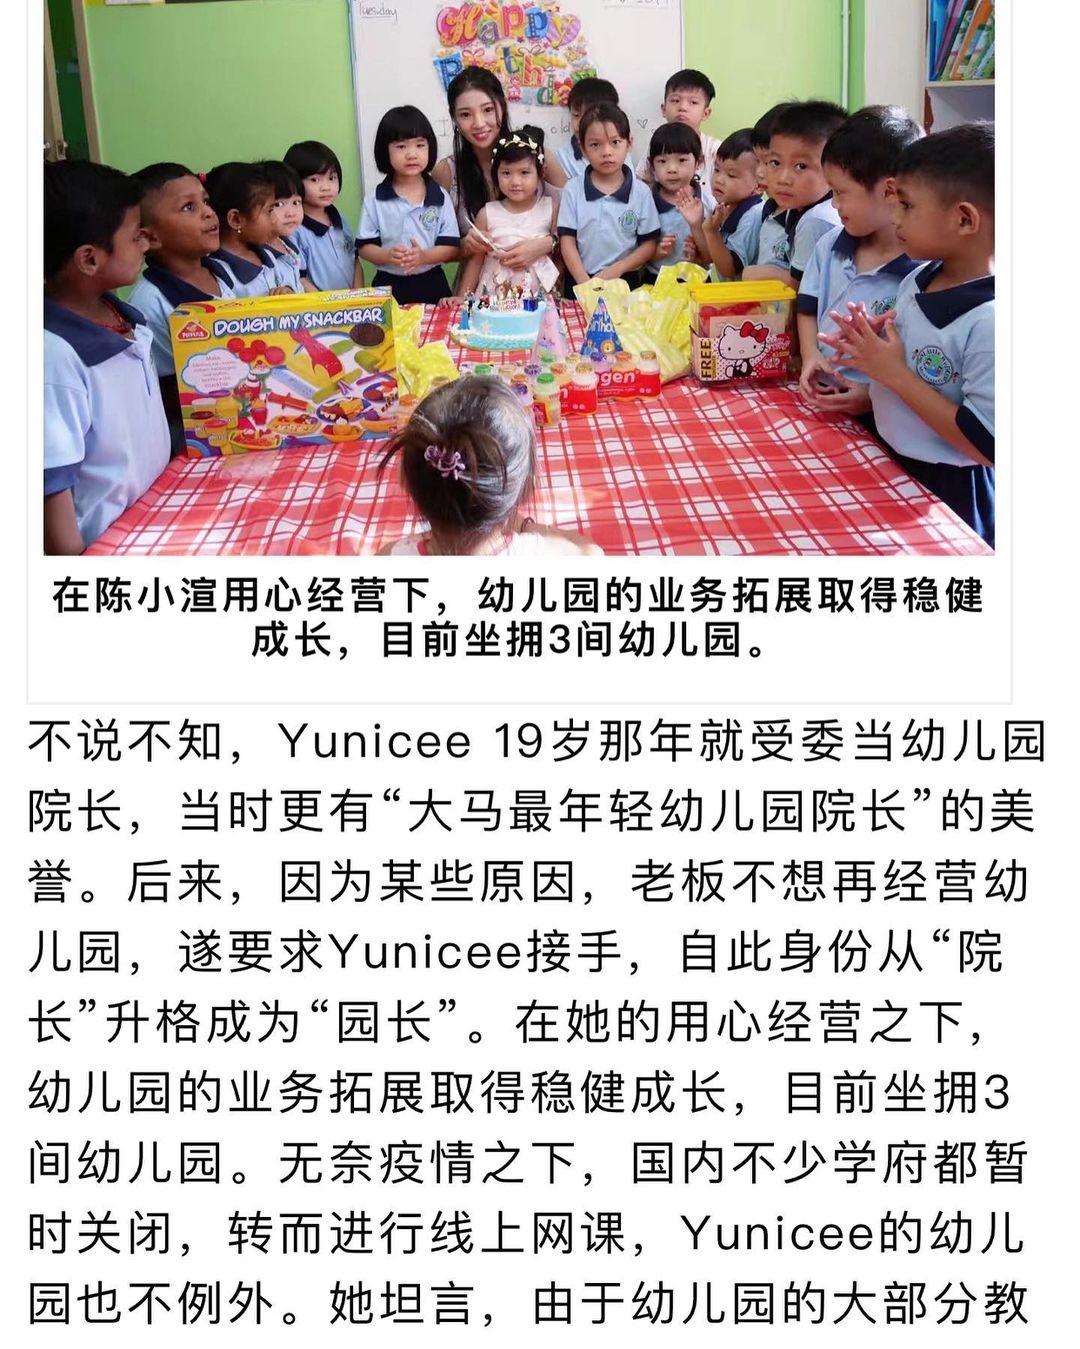 Tuesday
Happy
Birthday
DOUGH MY SNACKBAR
FREE
gen
在陈小渲用心经营下，幼儿园的业务拓展取得稳健
成长，目前坐拥3间幼儿园。
不说不知，Yunicee 19岁那年就受委当幼儿园
院长，当时更有“大马最年轻幼儿园院长”的美
誉。后来，因为某些原因，老板不想再经营幼
儿园，遂要求Yunicee接手，自此身份从“院
长”升格成为“园长”。在她的用心经营之下，
幼儿园的业务拓展取得稳健成长，目前坐拥3
间幼儿园。无奈疫情之下，国内不少学府都暂
时关闭，转而进行线上网课，Yunicee的幼儿
园也不例外。她坦言，由于幼儿园的大部分教